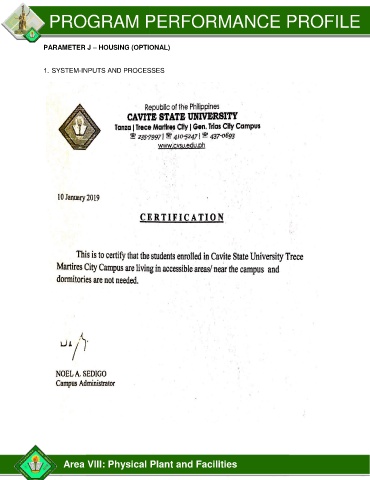 PROGRAM PERFORMANCE PROFILE
PARAMETER J – HOUSING (OPTIONAL)
1. SYSTEM-INPUTS AND PROCESSES
Republic of the Philippines
CAVITE STATE UNIVERSITY
Tanza | Trece Martires City | Gen. Trias City Campus
☏ 235-7997 | ☏ 410-5247 | ☏ 437-0693
www.cvsu.edu.ph
10 January 2019
CERTIFICATION
This is to certify that the students enrolled in Cavite State University Trece
Martires City Campus are living in accessible areas/ near the campus and
dormitories are not needed.
NOEL A. SEDIGO
Campus Administrator
Area VIII: Physical Plant and Facilities